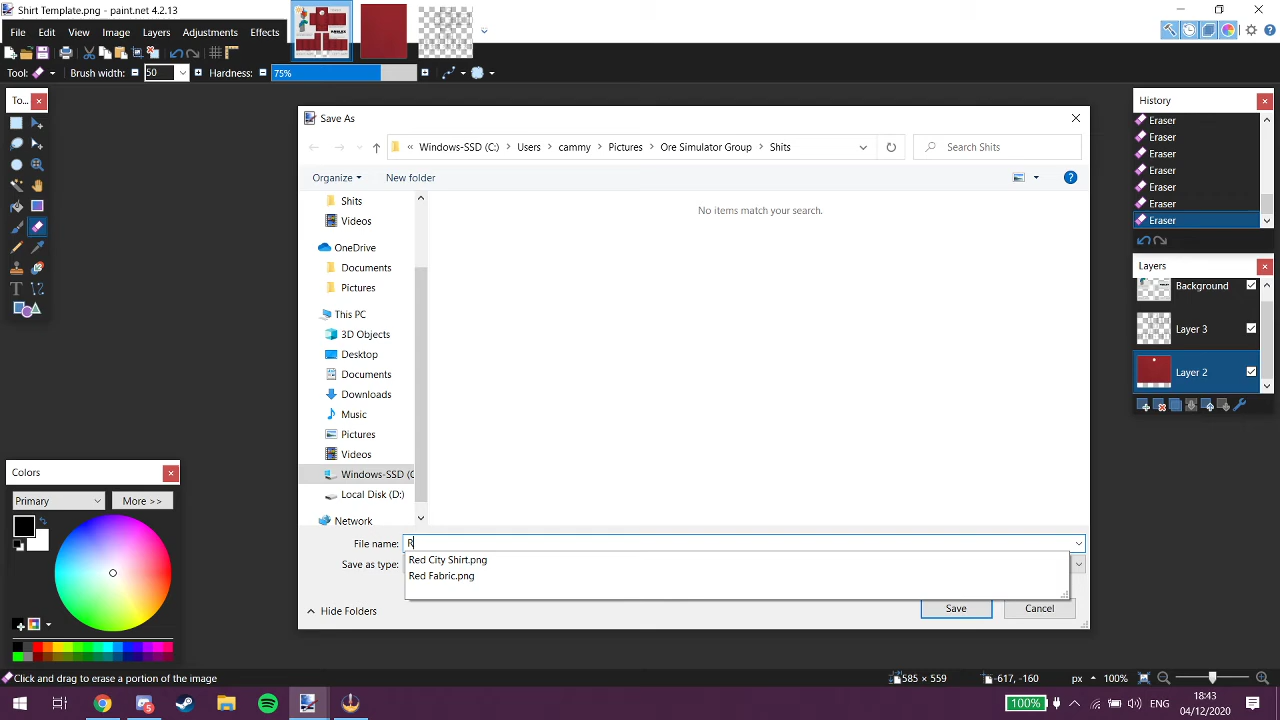 Shirt Template.png - paint.net 4.2.13
File Edit View Image Layers Adjustments Effects
Tool: Brush width: 50 Hardness: 75%
To...
Save As
« Windows-SSD (C:) > Users > cammy > Pictures > Ore Simulator Group > Shits
Search Shits
Organize New folder
Shits
Videos
OneDrive
Documents
Pictures
This PC
3D Objects
Desktop
Documents
Downloads
Music
Pictures
Videos
Windows-SSD (C
Local Disk (D:)
Network
No items match your search.
File name: R
Red City Shirt.png
Red Fabric.png
Save as type:
Hide Folders
Save Cancel
History
Eraser
Eraser
Eraser
Eraser
Eraser
Eraser
Eraser
Layers
Background
Layer 3
Layer 2
Colors
Primary More >>
Click and drag to erase a portion of the image
585 × 559 -617, -160 px 100%
100% ENG 18:43
04/12/2020